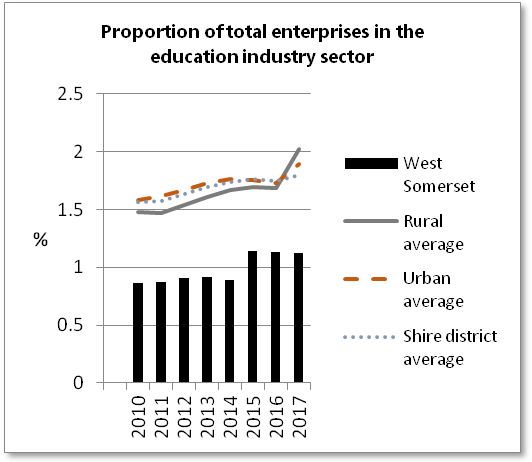 Proportion of total enterprises in the
education industry sector
2.5
2
1.5
1
0.5
0
%
2010
2011
2012
2013
2014
2015
2016
2017
West
Somerset
Rural
average
Urban
average
Shire district
average